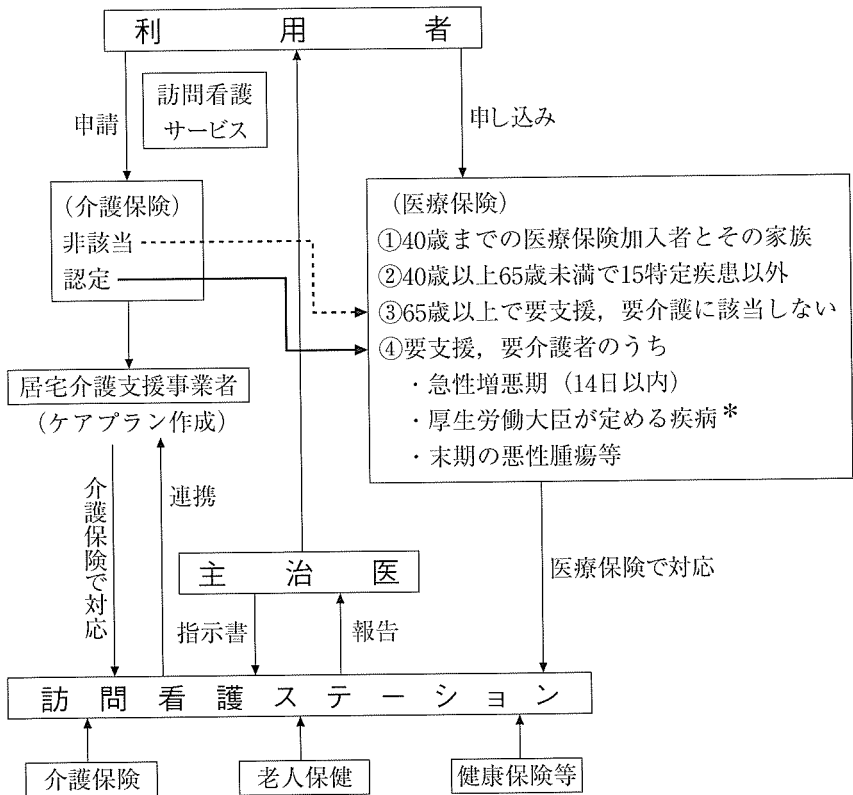 利用者
訪問看護
サービス
申請
申し込み
(介護保険)
非該当
認定
(医療保険)
①40歳までの医療保険加入者とその家族
②40歳以上65歳未満で15特定疾患以外
③65歳以上で要支援,要介護に該当しない
④要支援,要介護者のうち
・急性増悪期(14日以内)
・厚生労働大臣が定める疾病*
・末期の悪性腫瘍等
居宅介護支援事業者
(ケアプラン作成)
介護保険で対応
連携
主治医
医療保険で対応
指示書
報告
訪問看護ステーション
介護保険
老人保健
健康保険等